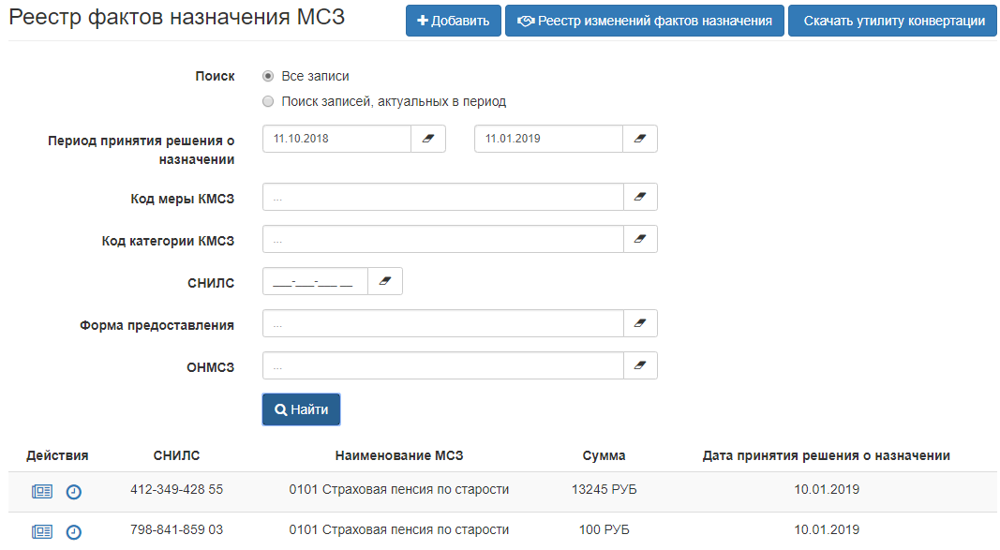 Реестр фактов назначения МСЗ
Добавить
Реестр изменений фактов назначения
Скачать утилиту конвертации
Поиск
Все записи
Поиск записей, актуальных в период
Период принятия решения о
назначении
11.10.2018
11.01.2019
Код меры КМСЗ
...
Код категории КМСЗ
...
СНИЛС
___-___-___ __
Форма предоставления
...
ОНМСЗ
...
Найти
Действия СНИЛС Наименование МСЗ Сумма Дата принятия решения о назначении
412-349-428 55 0101 Страховая пенсия по старости 13245 РУБ 10.01.2019
798-841-859 03 0101 Страховая пенсия по старости 100 РУБ 10.01.2019